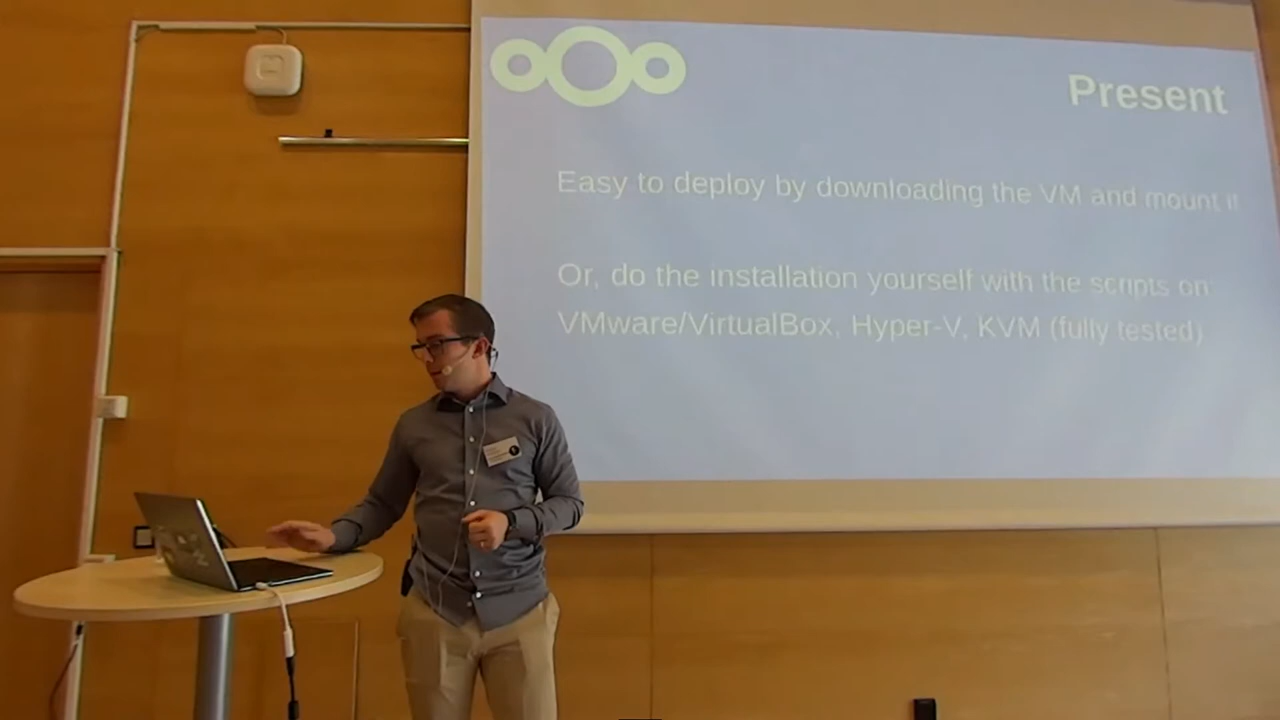 Present
Easy to deploy by downloading the VM and mount it
Or, do the installation yourself with the scripts on:
VMware/VirtualBox, Hyper-V, KVM (fully tested)